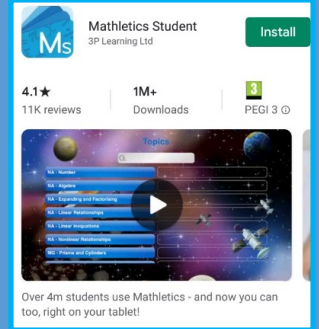 Ms
Mathletics Student
3P Learning Ltd
Install
4.1★
11K reviews
1M+
Downloads
3
PEGI 3 ⓘ
Topics
NA - Number
NA - Algebra
NA - Expanding and Factorising
NA - Linear Relationships
NA - Linear Inequations
NA - Nonlinear Relationships
MG - Prisms and Cylinders
Over 4m students use Mathletics - and now you can
too, right on your tablet!